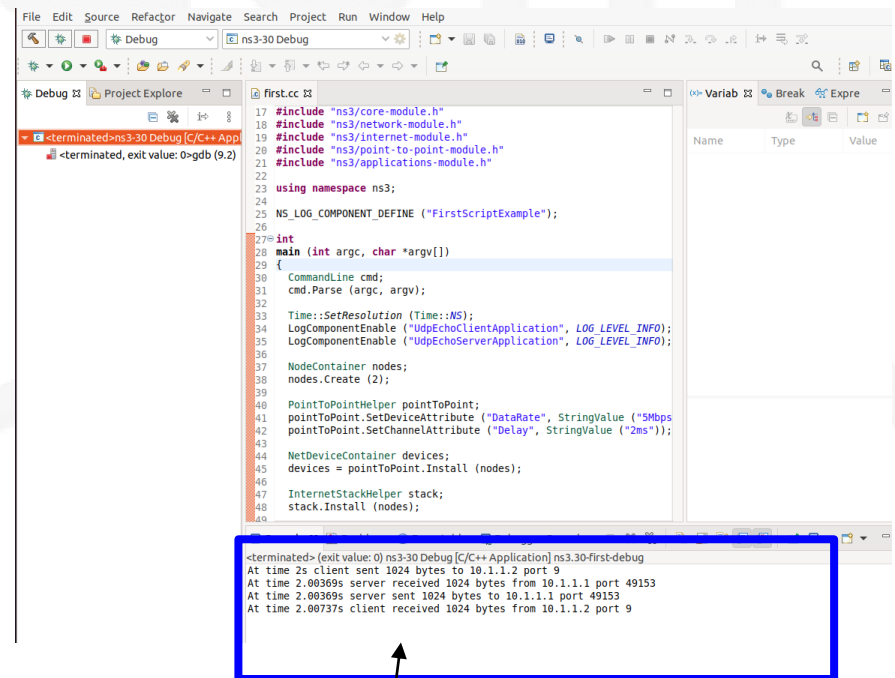 File Edit Source Refactor Navigate Search Project Run Window Help
Debug
ns3-30 Debug
Debug
Project Explore
first.cc
Variab
Break
Expre
<terminated>ns3-30 Debug [C/C++ App
<terminated, exit value: 0>gdb (9.2)
Name Type Value
17 #include "ns3/core-module.h"
18 #include "ns3/network-module.h"
19 #include "ns3/internet-module.h"
20 #include "ns3/point-to-point-module.h"
21 #include "ns3/applications-module.h"
22
23 using namespace ns3;
24
25 NS_LOG_COMPONENT_DEFINE ("FirstScriptExample");
26
27 int
28 main (int argc, char *argv[])
29 {
30 CommandLine cmd;
31 cmd.Parse (argc, argv);
32
33 Time::SetResolution (Time::NS);
34 LogComponentEnable ("UdpEchoClientApplication", LOG_LEVEL_INFO);
35 LogComponentEnable ("UdpEchoServerApplication", LOG_LEVEL_INFO);
36
37 NodeContainer nodes;
38 nodes.Create (2);
39
40 PointToPointHelper pointToPoint;
41 pointToPoint.SetDeviceAttribute ("DataRate", StringValue ("5Mbps
42 pointToPoint.SetChannelAttribute ("Delay", StringValue ("2ms"));
43
44 NetDeviceContainer devices;
45 devices = pointToPoint.Install (nodes);
46
47 InternetStackHelper stack;
48 stack.Install (nodes);
49
<terminated> (exit value: 0) ns3-30 Debug [C/C++ Application] ns3.30-first-debug
At time 2s client sent 1024 bytes to 10.1.1.2 port 9
At time 2.00369s server received 1024 bytes from 10.1.1.1 port 49153
At time 2.00369s server sent 1024 bytes to 10.1.1.1 port 49153
At time 2.00737s client received 1024 bytes from 10.1.1.2 port 9